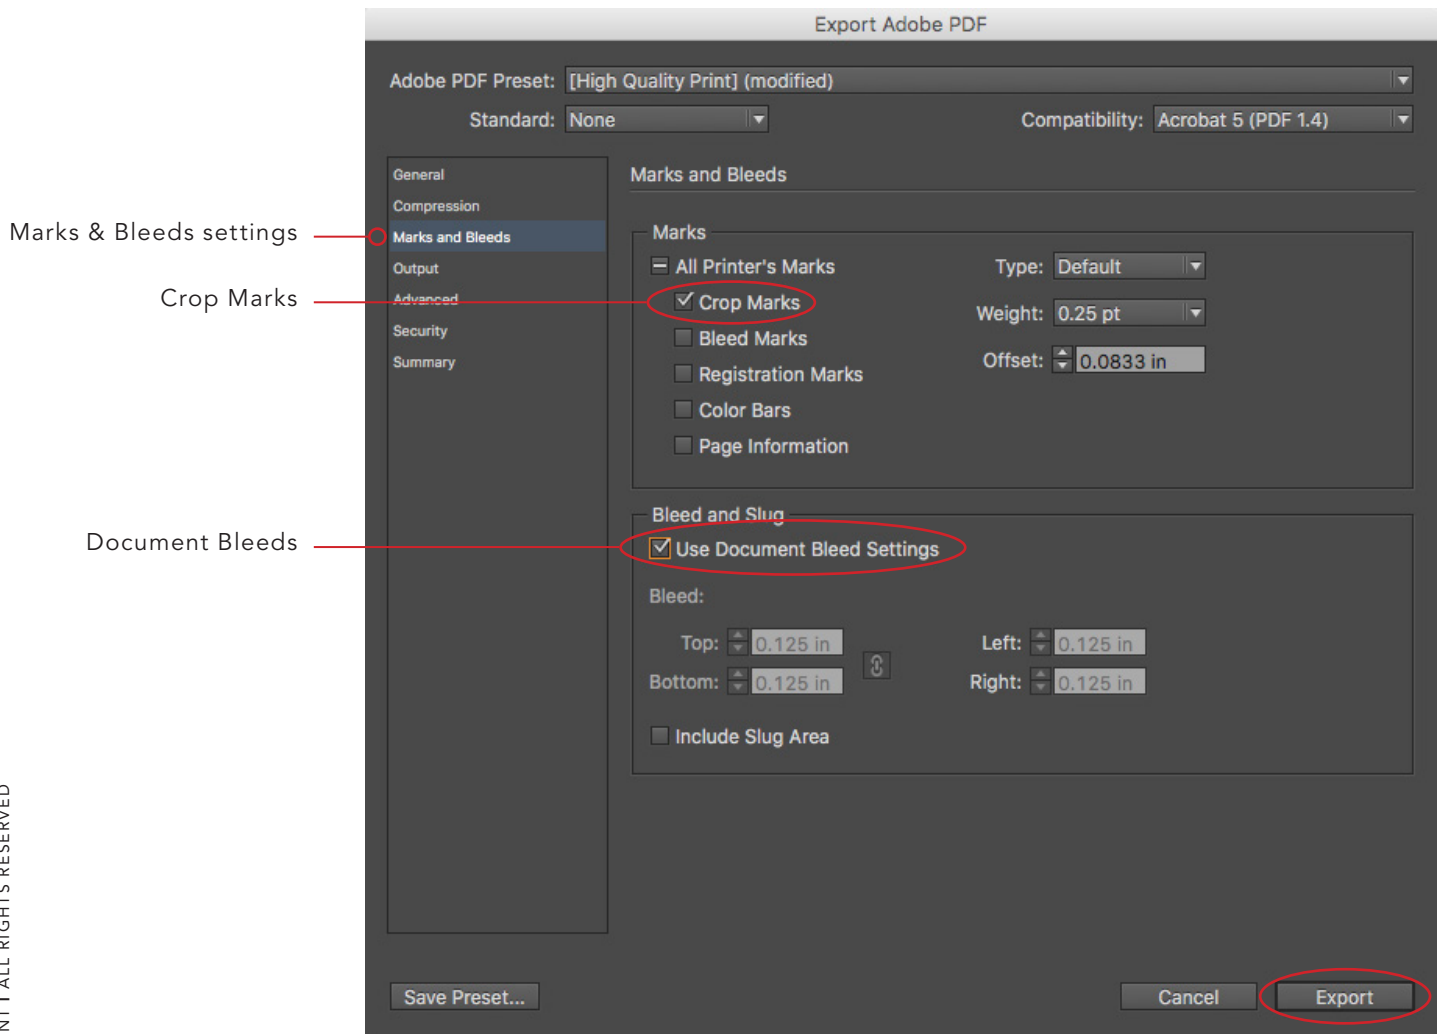 Export Adobe PDF
Adobe PDF Preset: [High Quality Print] (modified)
Standard: None Compatibility: Acrobat 5 (PDF 1.4)
General
Compression
Marks and Bleeds
Output
Advanced
Security
Summary
Marks and Bleeds
Marks
All Printer's Marks
Crop Marks
Bleed Marks
Registration Marks
Color Bars
Page Information
Type: Default
Weight: 0.25 pt
Offset: 0.0833 in
Bleed and Slug
Use Document Bleed Settings
Bleed:
Top: 0.125 in
Bottom: 0.125 in
Left: 0.125 in
Right: 0.125 in
Include Slug Area
Save Preset...
Cancel
Export
Marks & Bleeds settings
Crop Marks
Document Bleeds
ALL RIGHTS RESERVED